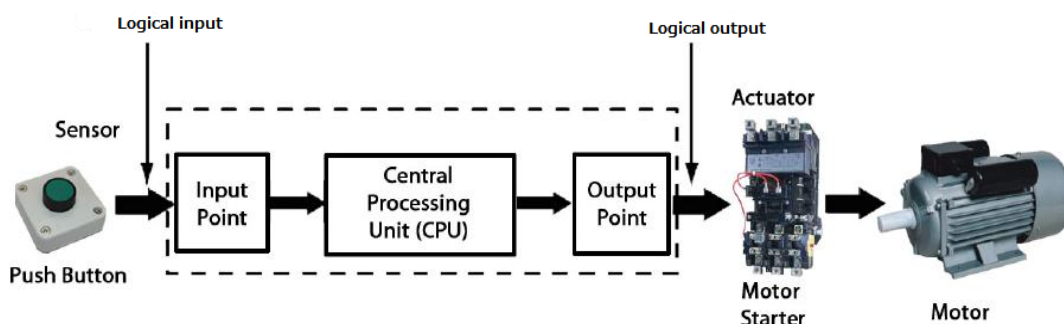 Logical input
Logical output
Sensor
Actuator
Input
Point
Central
Processing
Unit (CPU)
Output
Point
Push Button
Motor
Starter
Motor